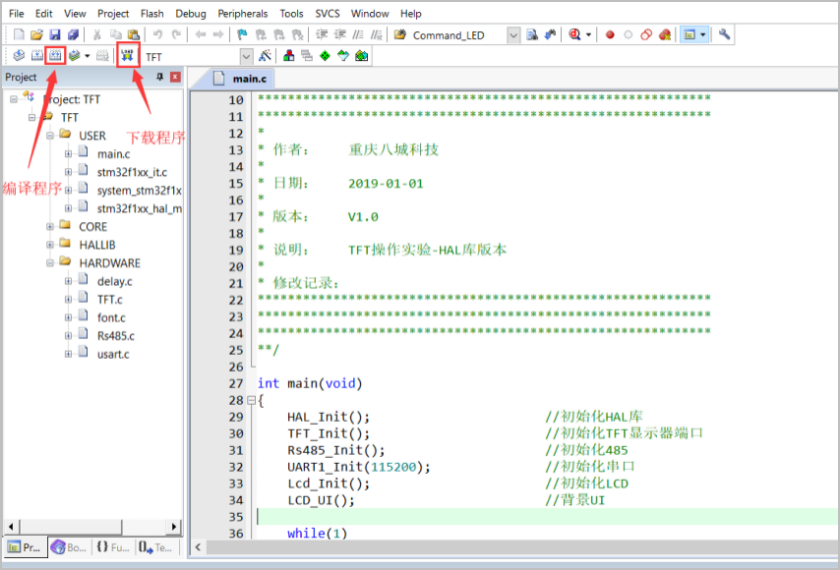 File Edit View Project Flash Debug Peripherals Tools SVCS Window Help
Command_LED
TFT
Project
main.c
Project: TFT
TFT
USER
下载程序
main.c
stm32f1xx_it.c
编译程序
system_stm32f1x
stm32f1xx_hal_m
CORE
HALLIB
HARDWARE
delay.c
TFT.c
font.c
Rs485.c
usart.c
Pr... Bo... {} Fu... Te...
10 *************************************************************
11 *************************************************************
12 *
13 * 作者: 重庆八城科技
14 *
15 * 日期: 2019-01-01
16 *
17 * 版本: V1.0
18 *
19 * 说明: TFT操作实验-HAL库版本
20 *
21 * 修改记录:
22 *************************************************************
23 *************************************************************
24 *************************************************************
25 **/
26
27 int main(void)
28 {
29 HAL_Init(); //初始化HAL库
30 TFT_Init(); //初始化TFT显示器端口
31 Rs485_Init(); //初始化485
32 UART1_Init(115200); //初始化串口
33 Lcd_Init(); //初始化LCD
34 LCD_UI(); //背景UI
35
36 while(1)